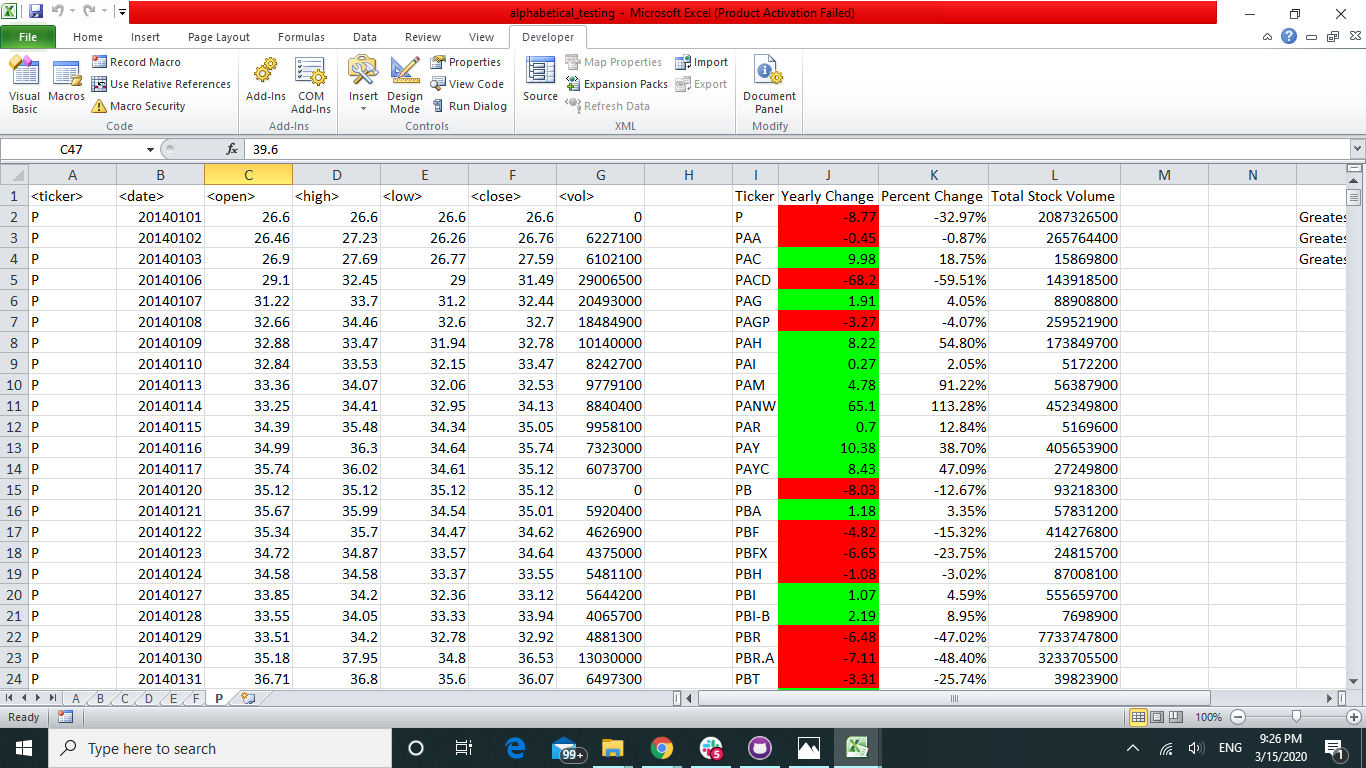 alphabetical_testing - Microsoft Excel (Product Activation Failed)
File Home Insert Page Layout Formulas Data Review View Developer
Visual Basic
Macros
Record Macro
Use Relative References
Macro Security
Code
Add-Ins
COM Add-Ins
Add-Ins
Insert
Design Mode
Properties
View Code
Run Dialog
Controls
Source
Map Properties
Expansion Packs
Refresh Data
Import
Export
XML
Document Panel
Modify
C47 fx 39.6
A B C D E F G H I J K L M N
1 <ticker> <date> <open> <high> <low> <close> <vol> Ticker Yearly Change Percent Change Total Stock Volume
2 P 20140101 26.6 26.6 26.6 26.6 0 P -8.77 -32.97% 2087326500 Greates
3 P 20140102 26.46 27.23 26.26 26.76 6227100 PAA -0.45 -0.87% 265764400 Greates
4 P 20140103 26.9 27.69 26.77 27.59 6102100 PAC 9.98 18.75% 15869800 Greates
5 P 20140106 29.1 32.45 29 31.49 29006500 PACD -68.2 -59.51% 143918500
6 P 20140107 31.22 33.7 31.2 32.44 20493000 PAG 1.91 4.05% 88908800
7 P 20140108 32.66 34.46 32.6 32.7 18484900 PAGP -3.27 -4.07% 259521900
8 P 20140109 32.88 33.47 31.94 32.78 10140000 PAH 8.22 54.80% 173849700
9 P 20140110 32.84 33.53 32.15 33.47 8242700 PAI 0.27 2.05% 5172200
10 P 20140113 33.36 34.07 32.06 32.53 9779100 PAM 4.78 91.22% 56387900
11 P 20140114 33.25 34.41 32.95 34.13 8840400 PANW 65.1 113.28% 452349800
12 P 20140115 34.39 35.48 34.34 35.05 9958100 PAR 0.7 12.84% 5169600
13 P 20140116 34.99 36.3 34.64 35.74 7323000 PAY 10.38 38.70% 405653900
14 P 20140117 35.74 36.02 34.61 35.12 6073700 PAYC 8.43 47.09% 27249800
15 P 20140120 35.12 35.12 35.12 35.12 0 PB -8.03 -12.67% 93218300
16 P 20140121 35.67 35.99 34.54 35.01 5920400 PBA 1.18 3.35% 57831200
17 P 20140122 35.34 35.7 34.47 34.62 4626900 PBF -4.82 -15.32% 414276800
18 P 20140123 34.72 34.87 33.57 34.64 4375000 PBFX -6.65 -23.75% 24815700
19 P 20140124 34.58 34.58 33.37 33.55 5481100 PBH -1.08 -3.02% 87008100
20 P 20140127 33.85 34.2 32.36 33.12 5644200 PBI 1.07 4.59% 555659700
21 P 20140128 33.55 34.05 33.33 33.94 4065700 PBI-B 2.19 8.95% 7698900
22 P 20140129 33.51 34.2 32.78 32.92 4881300 PBR -6.48 -47.02% 7733747800
23 P 20140130 35.18 37.95 34.8 36.53 13030000 PBR.A -7.11 -48.40% 3233705500
24 P 20140131 36.71 36.8 35.6 36.07 6497300 PBT -3.31 -25.74% 39823900
A B C D E F P
Ready 100%
Type here to search 99+ 5 ENG 9:26 PM
3/15/2020 1